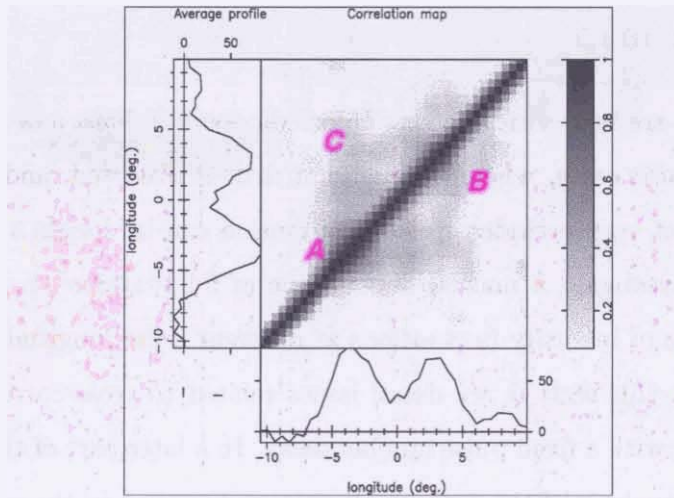 Average profile
Correlation map
0 50
1
0.8
0.6
0.4
0.2
5
0
−5
−10
longitude (deg.)
C
B
A
50
0
−10 −5 0 5
longitude (deg.)